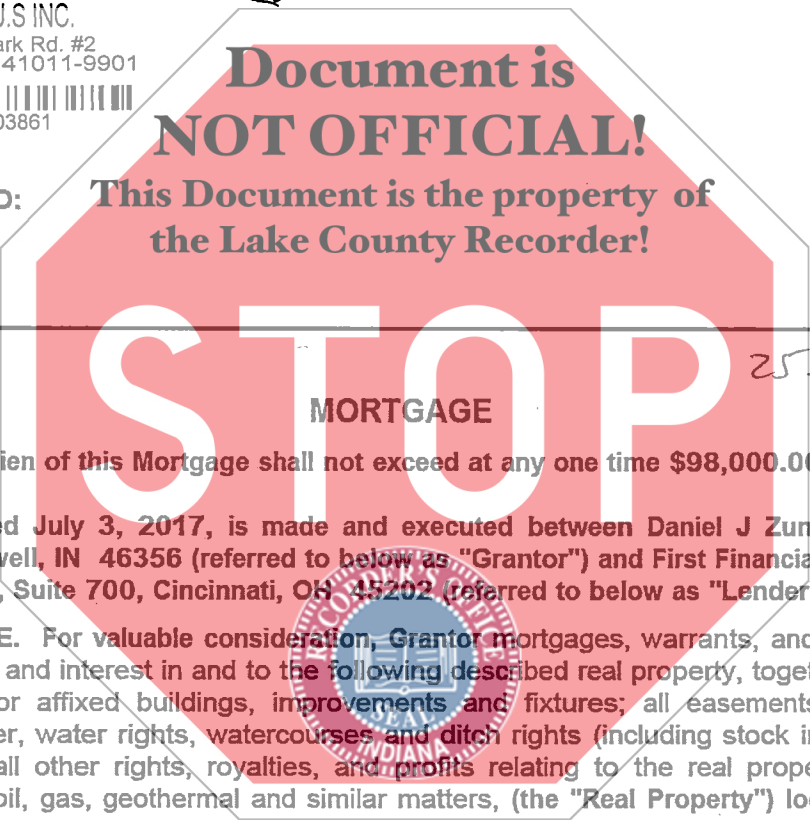 U.S INC.
ark Rd. #2
41011-9901
03861
D:
Document is
NOT OFFICIAL!
This Document is the property of
the Lake County Recorder!
STOP
25
MORTGAGE
ien of this Mortgage shall not exceed at any one time $98,000.00
ed July 3, 2017, is made and executed between Daniel J Zun
vell, IN 46356 (referred to below as "Grantor") and First Financia
, Suite 700, Cincinnati, OH 45202 (referred to below as "Lender
E. For valuable consideration, Grantor mortgages, warrants, and
and interest in and to the following described real property, toget
or affixed buildings, improvements and fixtures; all easements
er, water rights, watercourses and ditch rights (including stock i
all other rights, royalties, and profits relating to the real prope
oil, gas, geothermal and similar matters, (the "Real Property") lo
RECORDER'S OFFICE
SEAL
INDIANA